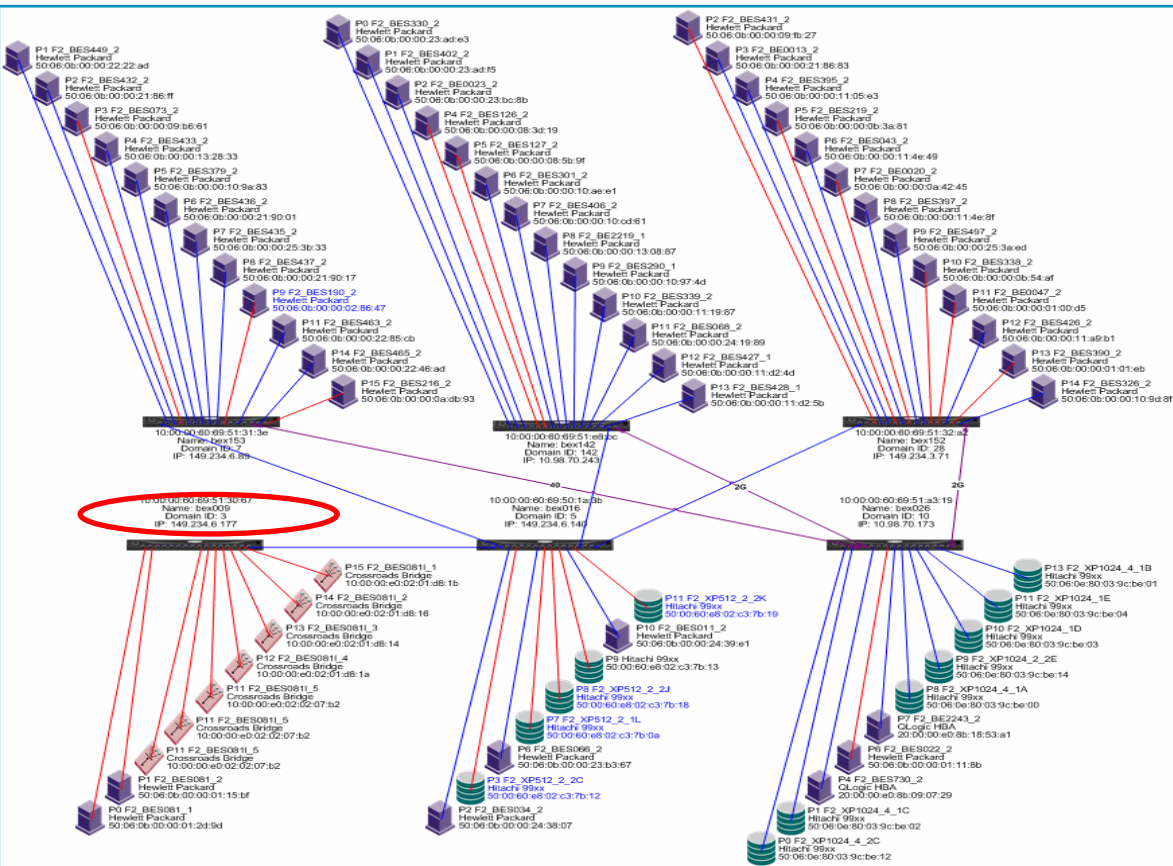 P1 F2_BES449_2
Hewlett Packard
50:06:0b:00:00:22:22:ad
P2 F2_BES432_2
Hewlett Packard
50:06:0b:00:00:21:86:ff
P3 F2_BES073_2
Hewlett Packard
50:06:0b:00:00:09:b6:61
P4 F2_BES433_2
Hewlett Packard
50:06:0b:00:00:13:28:33
P5 F2_BES379_2
Hewlett Packard
50:06:0b:00:00:10:9a:83
P6 F2_BES436_2
Hewlett Packard
50:06:0b:00:00:21:90:01
P7 F2_BES435_2
Hewlett Packard
50:06:0b:00:00:25:3b:33
P8 F2_BES437_2
Hewlett Packard
50:06:0b:00:00:21:90:17
P9 F2_BES190_2
Hewlett Packard
50:06:0b:00:00:02:86:47
P11 F2_BES463_2
Hewlett Packard
50:06:0b:00:00:22:85:cb
P14 F2_BES465_2
Hewlett Packard
50:06:0b:00:00:22:46:ad
P15 F2_BES216_2
Hewlett Packard
50:06:0b:00:00:0a:db:93
10:00:00:60:69:51:31:3e
Name: bex153
Domain ID: 7
IP: 149.234.6.89
P0 F2_BES330_2
Hewlett Packard
50:06:0b:00:00:23:ad:e3
P1 F2_BES402_2
Hewlett Packard
50:06:0b:00:00:23:ad:f5
P2 F2_BE0023_2
Hewlett Packard
50:06:0b:00:00:23:bc:8b
P4 F2_BES126_2
Hewlett Packard
50:06:0b:00:00:08:3d:19
P5 F2_BES127_2
Hewlett Packard
50:06:0b:00:00:08:5b:9f
P6 F2_BES301_2
Hewlett Packard
50:06:0b:00:00:10:ae:e1
P7 F2_BES406_2
Hewlett Packard
50:06:0b:00:00:10:cd:61
P8 F2_BE2219_1
Hewlett Packard
50:06:0b:00:00:13:08:87
P9 F2_BES290_1
Hewlett Packard
50:06:0b:00:00:10:97:4d
P10 F2_BES339_2
Hewlett Packard
50:06:0b:00:00:11:19:87
P11 F2_BES068_2
Hewlett Packard
50:06:0b:00:00:24:19:89
P12 F2_BES427_1
Hewlett Packard
50:06:0b:00:00:11:d2:4d
P13 F2_BES428_1
Hewlett Packard
50:06:0b:00:00:11:d2:5b
10:00:00:60:69:51:e8:bc
Name: bex142
Domain ID: 142
IP: 10.98.70.243
P2 F2_BES431_2
Hewlett Packard
50:06:0b:00:00:09:fb:27
P3 F2_BE0013_2
Hewlett Packard
50:06:0b:00:00:21:86:83
P4 F2_BES395_2
Hewlett Packard
50:06:0b:00:00:11:05:e3
P5 F2_BES219_2
Hewlett Packard
50:06:0b:00:00:0b:3a:81
P6 F2_BES043_2
Hewlett Packard
50:06:0b:00:00:11:4e:49
P7 F2_BE0020_2
Hewlett Packard
50:06:0b:00:00:0a:42:45
P8 F2_BES397_2
Hewlett Packard
50:06:0b:00:00:11:4e:8f
P9 F2_BES497_2
Hewlett Packard
50:06:0b:00:00:25:3a:ed
P10 F2_BES338_2
Hewlett Packard
50:06:0b:00:00:0b:54:af
P11 F2_BE0047_2
Hewlett Packard
50:06:0b:00:00:01:00:d5
P12 F2_BES426_2
Hewlett Packard
50:06:0b:00:00:11:a9:b1
P13 F2_BES390_2
Hewlett Packard
50:06:0b:00:00:01:01:eb
P14 F2_BES326_2
Hewlett Packard
50:06:0b:00:00:10:9d:8f
10:00:00:60:69:51:32:a2
Name: bex152
Domain ID: 28
IP: 149.234.3.71
4G
2G
2G
10:00:00:60:69:51:30:67
Name: bex009
Domain ID: 3
IP: 149.234.6.177
P15 F2_BES081I_1
Crossroads Bridge
10:00:00:e0:02:01:d8:1b
P14 F2_BES081I_2
Crossroads Bridge
10:00:00:e0:02:01:d8:16
P13 F2_BES081I_3
Crossroads Bridge
10:00:00:e0:02:01:d6:14
P12 F2_BES081I_4
Crossroads Bridge
10:00:00:e0:02:01:d8:1a
P11 F2_BES081I_5
Crossroads Bridge
10:00:00:e0:02:02:07:b2
P11 F2_BES081I_5
Crossroads Bridge
10:00:00:e0:02:02:07:b2
P11 F2_BES081I_5
Crossroads Bridge
10:00:00:e0:02:02:07:b2
P1 F2_BES081_2
Hewlett Packard
50:06:0b:00:00:01:15:bf
P0 F2_BES081_1
Hewlett Packard
50:06:0b:00:00:01:2d:9d
10:00:00:60:69:50:1a:3b
Name: bex016
Domain ID: 5
IP: 149.234.6.140
P11 F2_XP512_2_2K
Hitachi 99xx
50:00:60:e8:02:c3:7b:19
P10 F2_BES011_2
Hewlett Packard
50:06:0b:00:00:24:39:e1
P9 Hitachi 99xx
50:00:60:e8:02:c3:7b:13
P8 F2_XP512_2_2J
Hitachi 99xx
50:00:60:e8:02:c3:7b:18
P7 F2_XP512_2_1L
Hitachi 99xx
50:00:60:e8:02:c3:7b:0a
P6 F2_BES066_2
Hewlett Packard
50:06:0b:00:00:23:b3:67
P3 F2_XP512_2_2C
Hitachi 99xx
50:00:60:e8:02:c3:7b:12
P2 F2_BES034_2
Hewlett Packard
50:06:0b:00:00:24:38:07
10:00:00:60:69:51:a3:19
Name: bex026
Domain ID: 10
IP: 10.98.70.173
P13 F2_XP1024_4_1B
Hitachi 99xx
50:06:0e:80:03:9c:be:01
P11 F2_XP1024_1E
Hitachi 99xx
50:06:0e:80:03:9c:be:04
P10 F2_XP1024_1D
Hitachi 99xx
50:06:0e:80:03:9c:be:03
P9 F2_XP1024_2_2E
Hitachi 99xx
50:06:0e:80:03:9c:be:14
P8 F2_XP1024_4_1A
Hitachi 99xx
50:06:0e:80:03:9c:be:00
P7 F2_BE2243_2
QLogic HBA
20:00:00:e0:8b:18:53:a1
P6 F2_BES022_2
Hewlett Packard
50:06:0b:00:00:01:11:8b
P4 F2_BES730_2
QLogic HBA
20:00:00:e0:8b:09:07:29
P1 F2_XP1024_4_1C
Hitachi 99xx
50:06:0e:80:03:9c:be:02
P0 F2_XP1024_4_2C
Hitachi 99xx
50:06:0e:80:03:9c:be:12